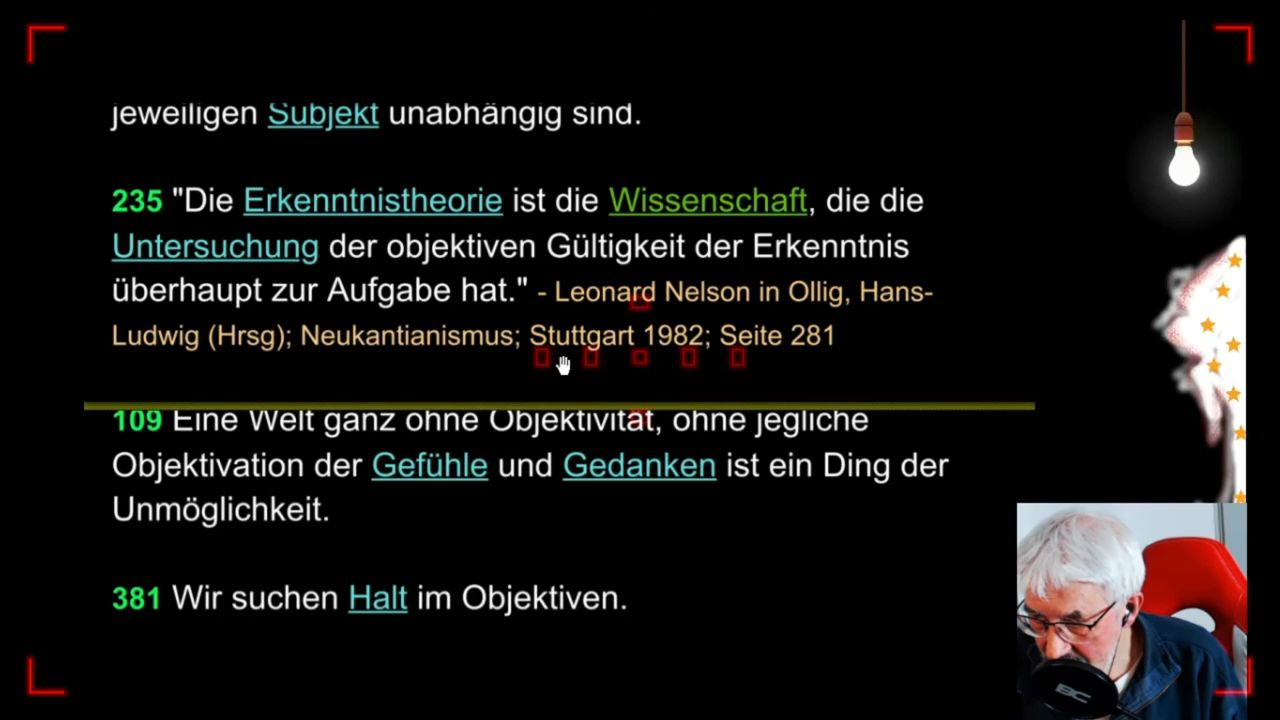 jeweiligen Subjekt unabhängig sind.
235 "Die Erkenntnistheorie ist die Wissenschaft, die die
Untersuchung der objektiven Gültigkeit der Erkenntnis
überhaupt zur Aufgabe hat." - Leonard Nelson in Ollig, Hans-
Ludwig (Hrsg); Neukantianismus; Stuttgart 1982; Seite 281
109 Eine Welt ganz ohne Objektivität, ohne jegliche
Objektivation der Gefühle und Gedanken ist ein Ding der
Unmöglichkeit.
381 Wir suchen Halt im Objektiven.
BC